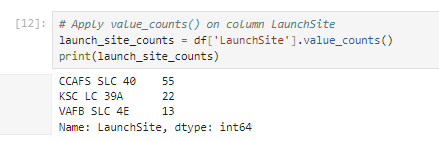 [12]:
# Apply value_counts() on column LaunchSite
launch_site_counts = df['LaunchSite'].value_counts()
print(launch_site_counts)
CCAFS SLC 40    55
KSC LC 39A      22
VAFB SLC 4E     13
Name: LaunchSite, dtype: int64